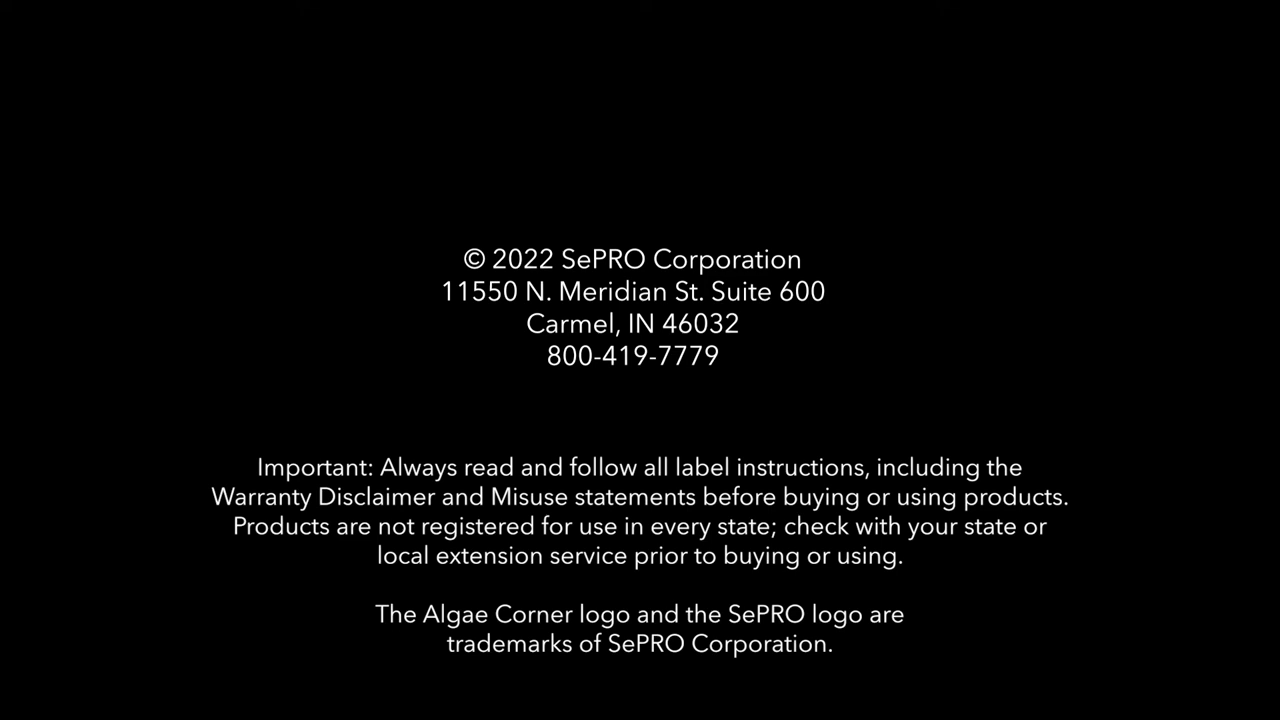 © 2022 SePRO Corporation
11550 N. Meridian St. Suite 600
Carmel, IN 46032
800-419-7779
Important: Always read and follow all label instructions, including the
Warranty Disclaimer and Misuse statements before buying or using products.
Products are not registered for use in every state; check with your state or
local extension service prior to buying or using.
The Algae Corner logo and the SePRO logo are
trademarks of SePRO Corporation.